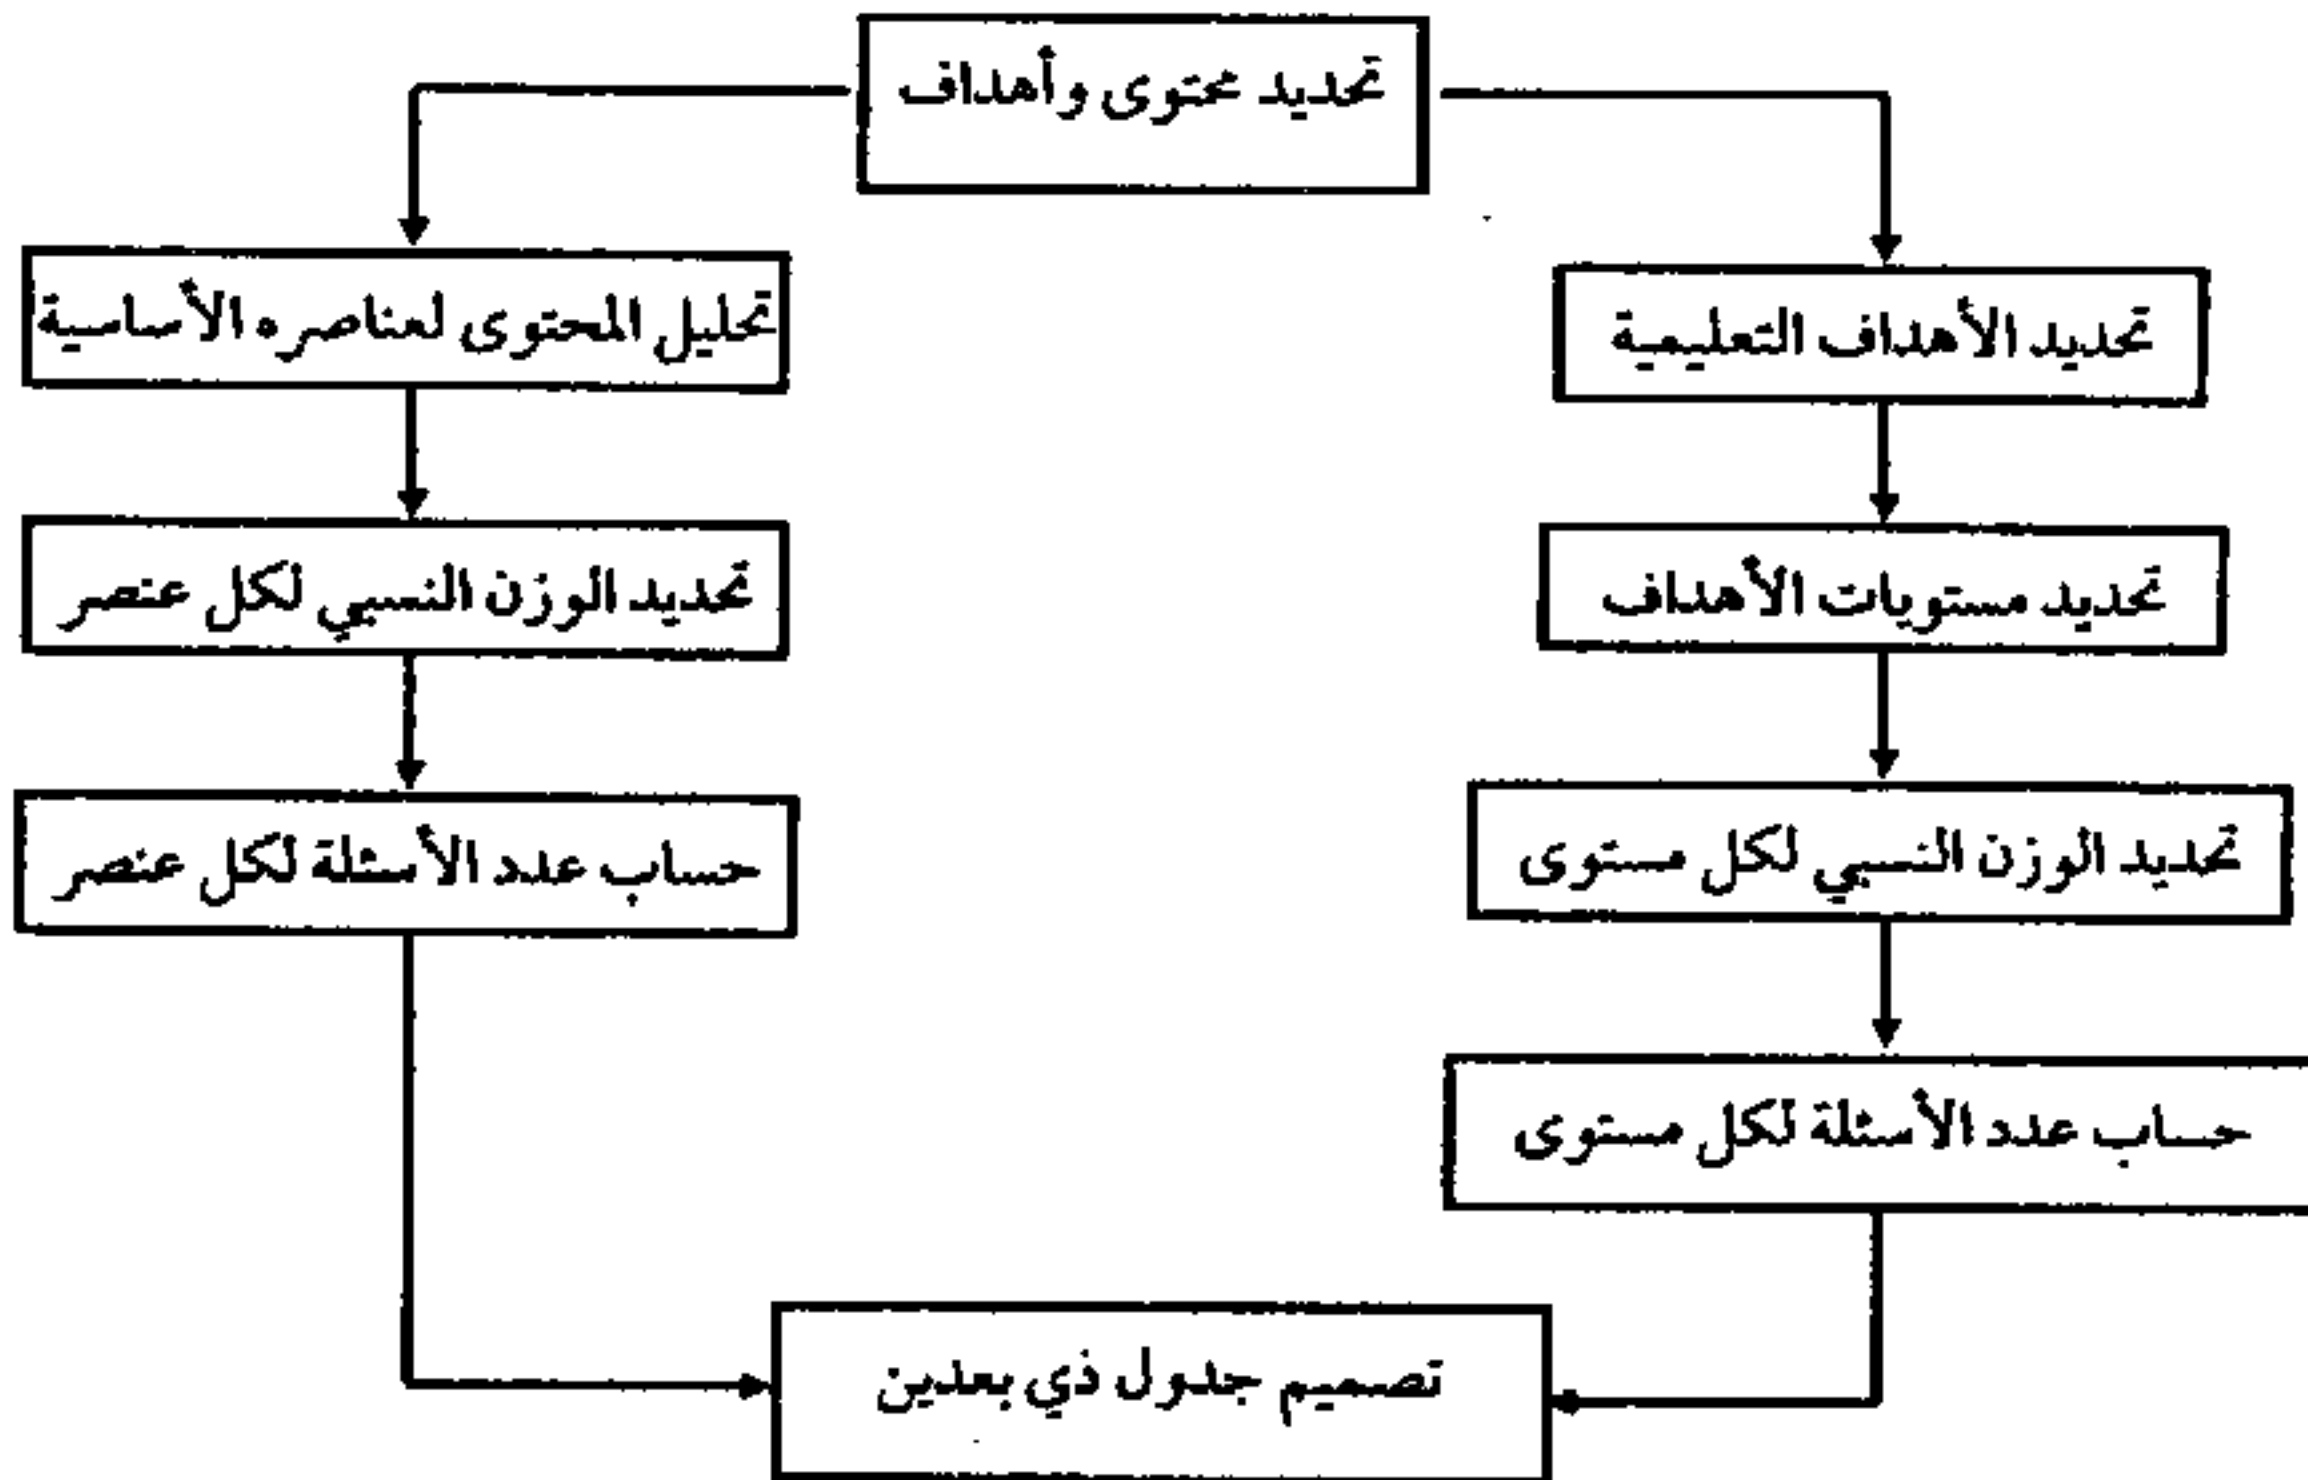 تحديد محتوى وأهداف
تحديد الأهداف التعليمية
تحليل المحتوى لعناصره الأساسية
تحديد مستويات الأهداف
تحديد الوزن النسبي لكل عنصر
تحديد الوزن النسبي لكل مستوى
حساب عدد الأسئلة لكل عنصر
حساب عدد الأسئلة لكل مستوى
تصميم جدول ذي بعدين